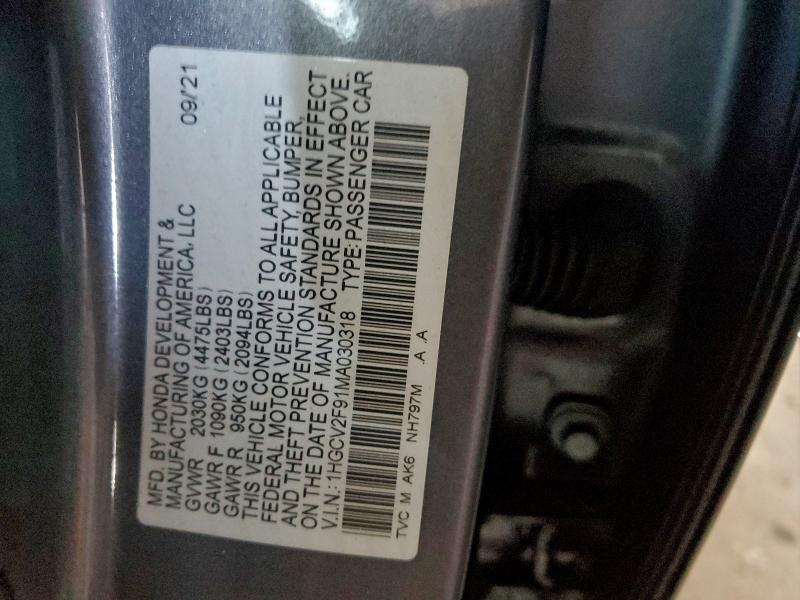 MFD. BY HONDA DEVELOPMENT & 09/'21
MANUFACTURING OF AMERICA, LLC
GVWR 2030KG (4475LBS)
GAWR F 1090KG (2403LBS)
GAWR R 950KG (2094LBS)
THIS VEHICLE CONFORMS TO ALL APPLICABLE
FEDERAL MOTOR VEHICLE SAFETY, BUMPER,
AND THEFT PREVENTION STANDARDS IN EFFECT
ON THE DATE OF MANUFACTURE SHOWN ABOVE.
V.I.N.: 1HGCV2F91MA030318 TYPE: PASSENGER CAR
TVC M AK6 NH797M .A .A